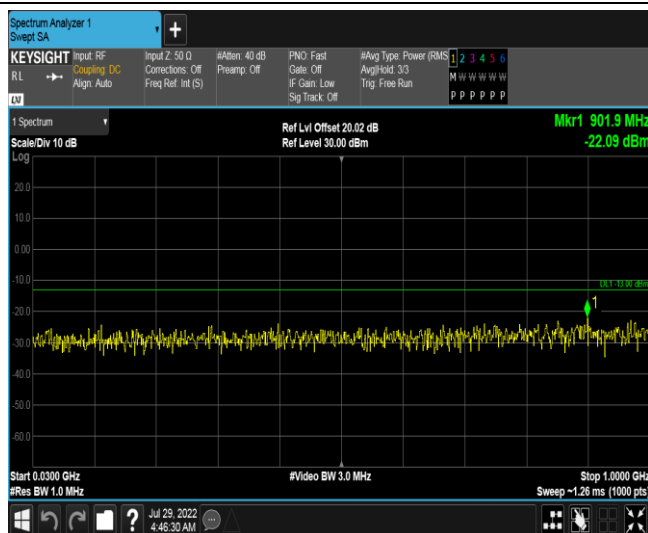 Spectrum Analyzer 1
Swept SA
+
KEYSIGHT
RL
LXI
Input: RF
Coupling: DC
Align: Auto
Input Z: 50 Ω
Corrections: Off
Freq Ref: Int (S)
#Atten: 40 dB
Preamp: Off
PNO: Fast
Gate: Off
IF Gain: Low
Sig Track: Off
#Avg Type: Power (RMS
Avg|Hold: 3/3
Trig: Free Run
1 2 3 4 5 6
M W W W W W
P P P P P P
1 Spectrum
Scale/Div 10 dB
Log
Ref Lvl Offset 20.02 dB
Ref Level 30.00 dBm
Mkr1 901.9 MHz
-22.09 dBm
20.0
10.0
0.00
-10.0
DL1 -13.00 dBm
1
-20.0
-30.0
-40.0
-50.0
-60.0
Start 0.0300 GHz
#Res BW 1.0 MHz
#Video BW 3.0 MHz
Stop 1.0000 GHz
Sweep ~1.26 ms (1000 pts)
?
Jul 29, 2022
4:46:30 AM